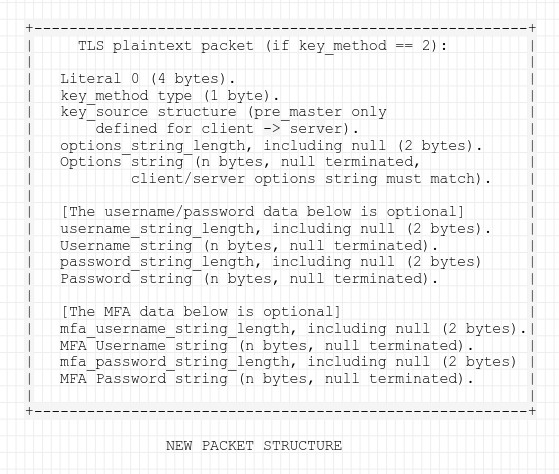 TLS plaintext packet (if key_method == 2):
Literal 0 (4 bytes).
key_method type (1 byte).
key_source structure (pre_master only
defined for client -> server).
options_string_length, including null (2 bytes).
Options string (n bytes, null terminated,
client/server options string must match).
[The username/password data below is optional]
username_string_length, including null (2 bytes).
Username string (n bytes, null terminated).
password_string_length, including null (2 bytes)
Password string (n bytes, null terminated).
[The MFA data below is optional]
mfa_username_string_length, including null (2 bytes).
MFA Username string (n bytes, null terminated).
mfa_password_string_length, including null (2 bytes)
MFA Password string (n bytes, null terminated).
NEW PACKET STRUCTURE